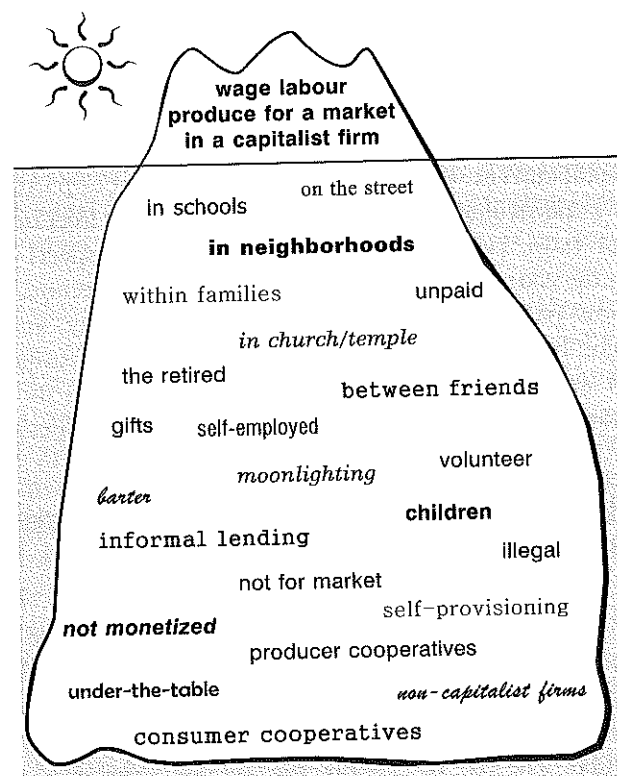 wage labour
produce for a market
in a capitalist firm
on the street
in schools
in neighborhoods
within families
unpaid
in church/temple
the retired
between friends
gifts
self-employed
moonlighting
volunteer
barter
children
informal lending
illegal
not for market
self-provisioning
not monetized
producer cooperatives
under-the-table
non-capitalist firms
consumer cooperatives